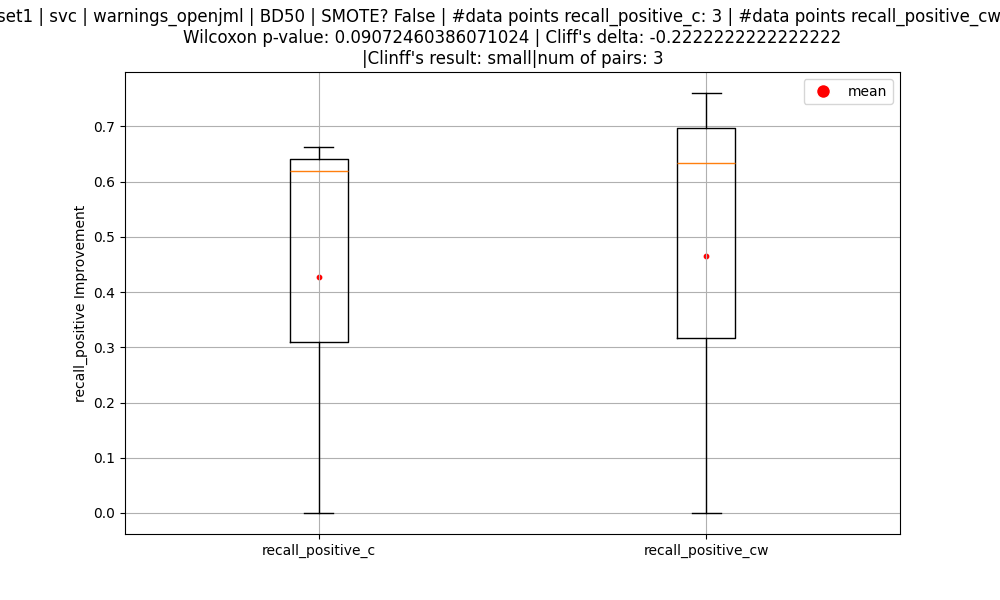 set1 | svc | warnings_openjml | BD50 | SMOTE? False | #data points recall_positive_c: 3 | #data points recall_positive_cw
Wilcoxon p-value: 0.09072460386071024 | Cliff's delta: -0.2222222222222222
|Clinff's result: small|num of pairs: 3
mean
0.7
0.6
0.5
0.4
0.3
0.2
0.1
0.0
recall_positive Improvement
recall_positive_c
recall_positive_cw